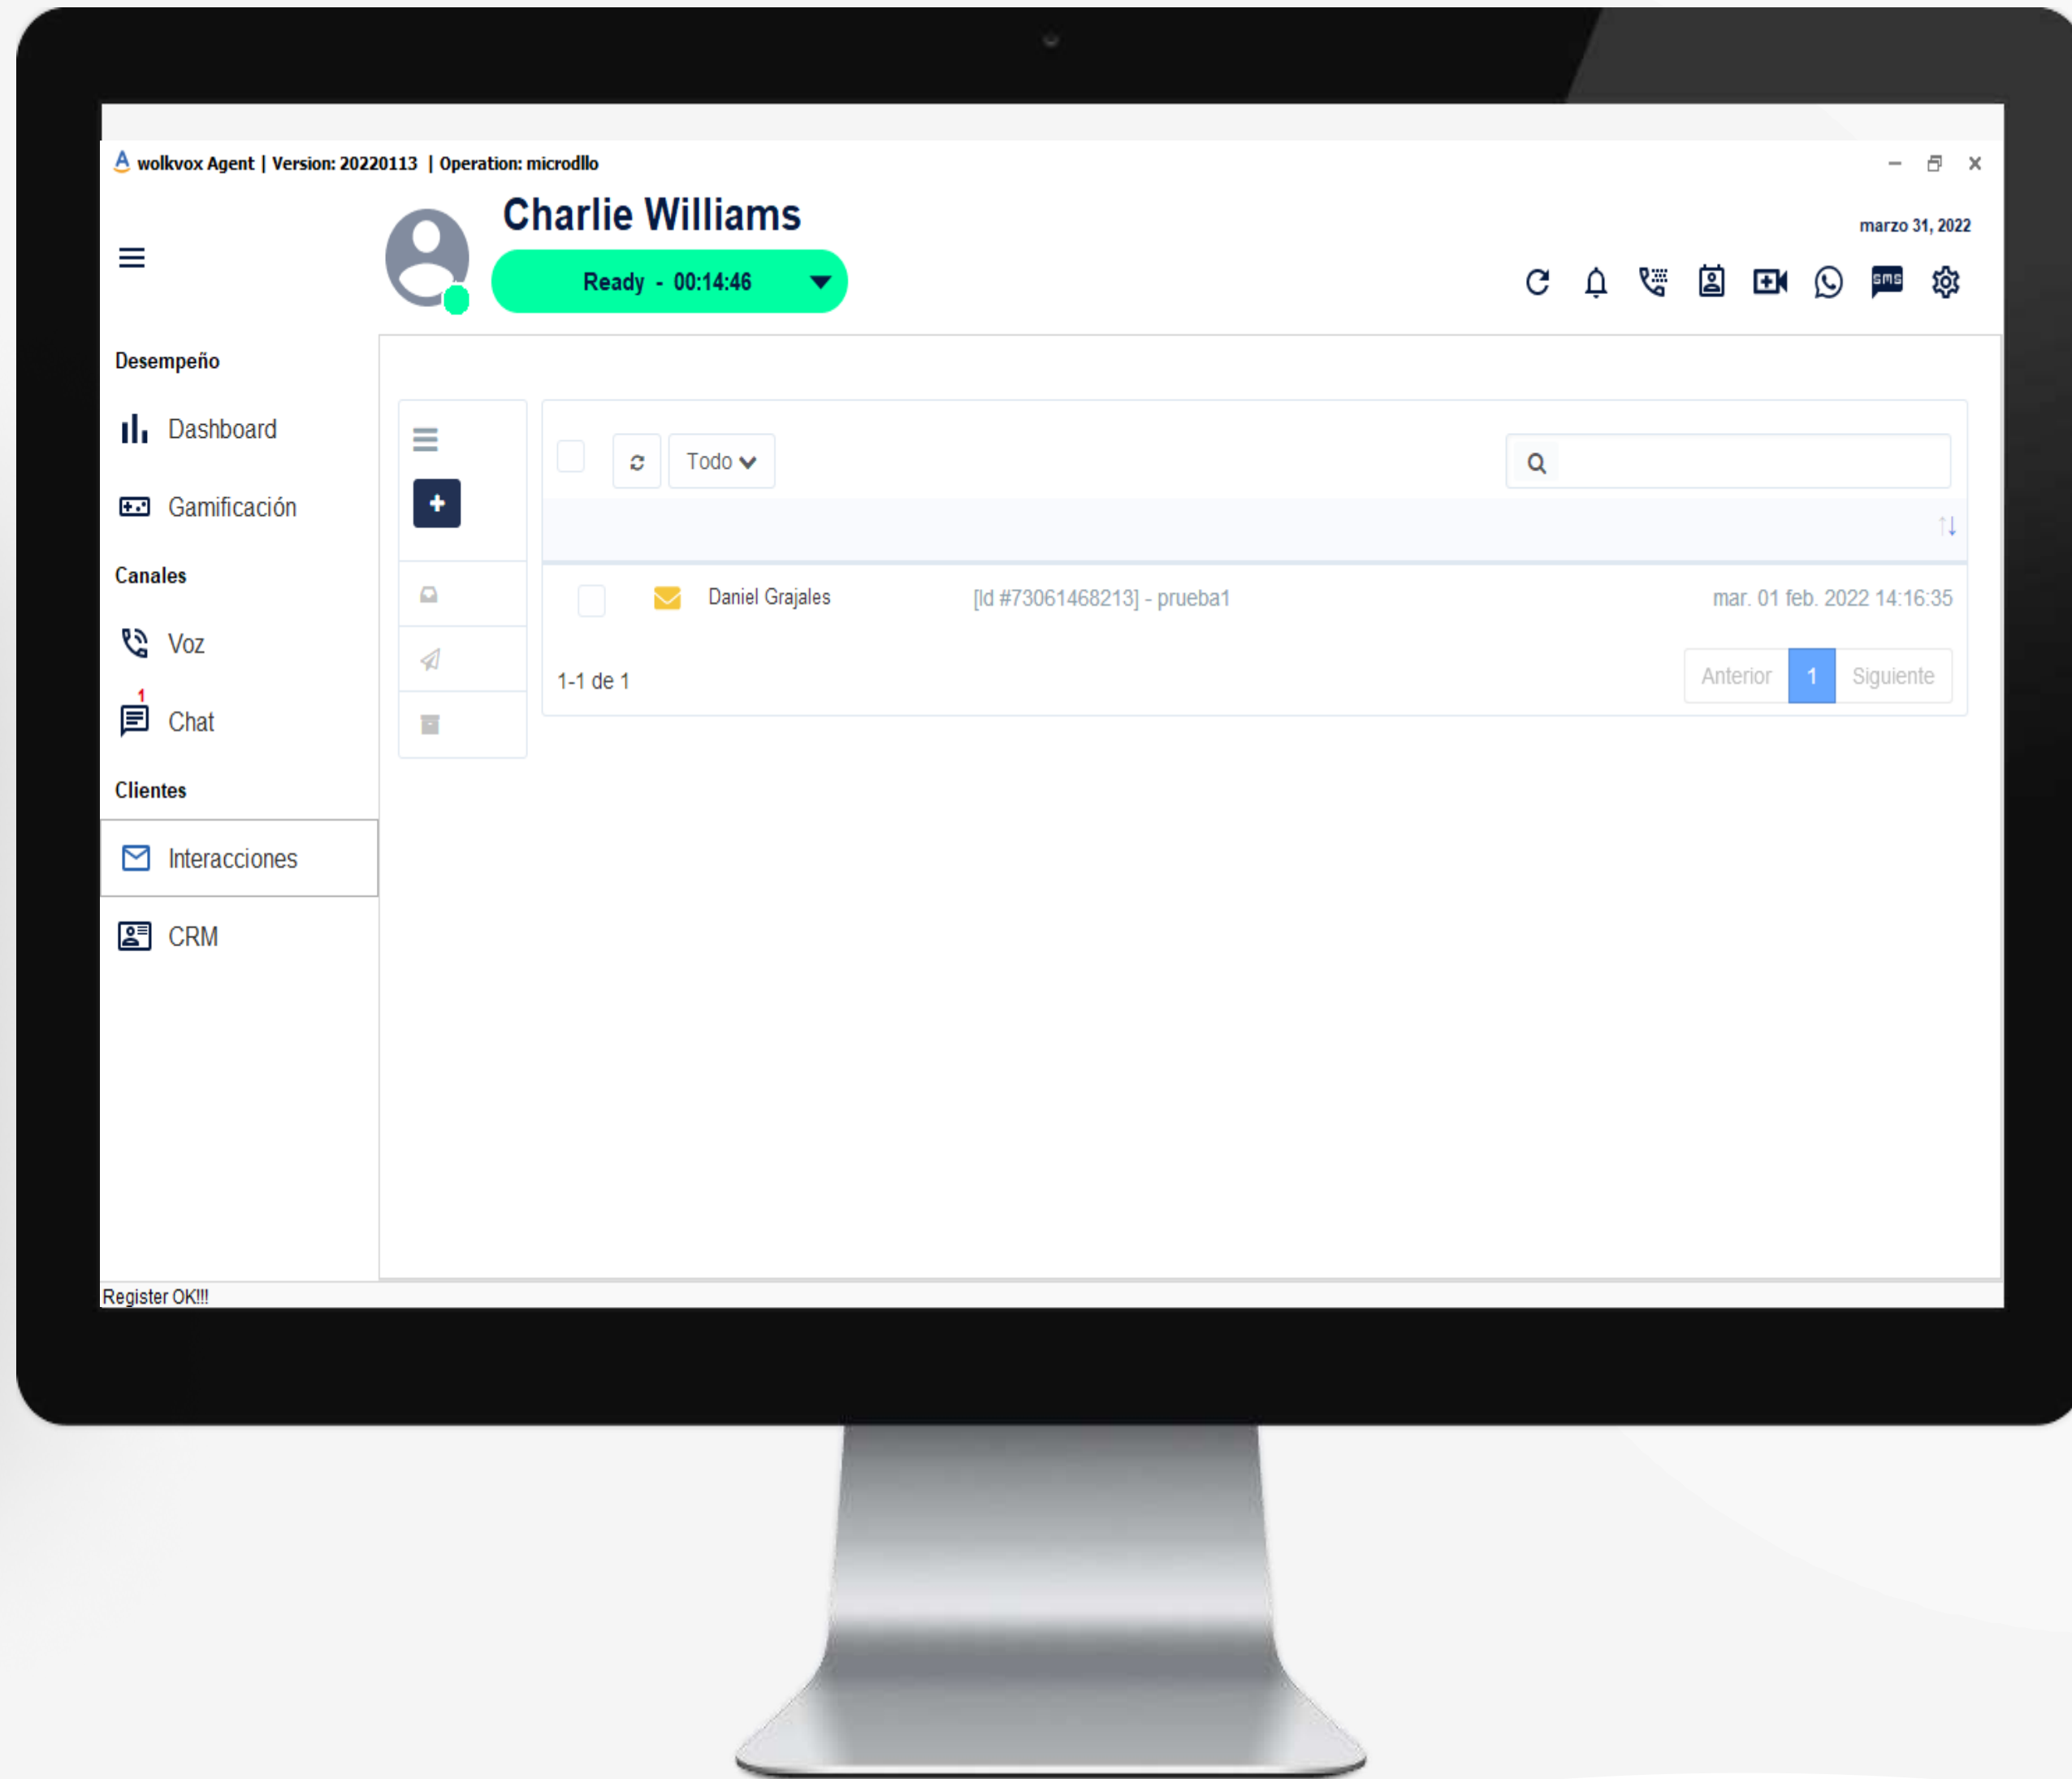 wolkvox Agent | Version: 20220113 | Operation: microdllo
Charlie Williams
marzo 31, 2022
Ready - 00:14:46
SMS
Desempeño
Dashboard
Gamificación
Canales
Voz
1
Chat
Clientes
Interacciones
CRM
Todo
Daniel Grajales [Id #73061468213] - prueba1 mar. 01 feb. 2022 14:16:35
1-1 de 1
Anterior 1 Siguiente
Register OK!!!